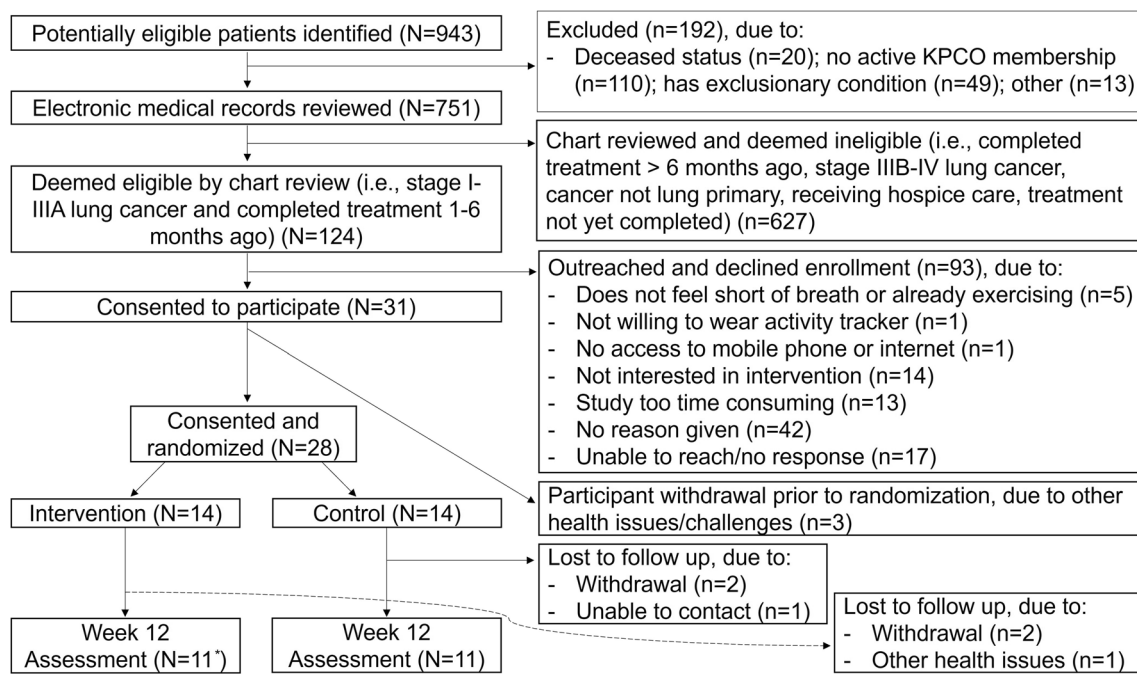 Potentially eligible patients identified (N=943)
Excluded (n=192), due to:
- Deceased status (n=20); no active KPCO membership
(n=110); has exclusionary condition (n=49); other (n=13)
Electronic medical records reviewed (N=751)
Chart reviewed and deemed ineligible (i.e., completed
treatment > 6 months ago, stage IIIB-IV lung cancer,
cancer not lung primary, receiving hospice care, treatment
not yet completed) (n=627)
Deemed eligible by chart review (i.e., stage I-
IIIA lung cancer and completed treatment 1-6
months ago) (N=124)
Outreached and declined enrollment (n=93), due to:
- Does not feel short of breath or already exercising (n=5)
- Not willing to wear activity tracker (n=1)
- No access to mobile phone or internet (n=1)
- Not interested in intervention (n=14)
- Study too time consuming (n=13)
- No reason given (n=42)
- Unable to reach/no response (n=17)
Consented to participate (N=31)
Consented and
randomized (N=28)
Participant withdrawal prior to randomization, due to other
health issues/challenges (n=3)
Intervention (N=14)
Control (N=14)
Lost to follow up, due to:
- Withdrawal (n=2)
- Unable to contact (n=1)
Lost to follow up, due to:
- Withdrawal (n=2)
- Other health issues (n=1)
Week 12
Assessment (N=11*)
Week 12
Assessment (N=11)